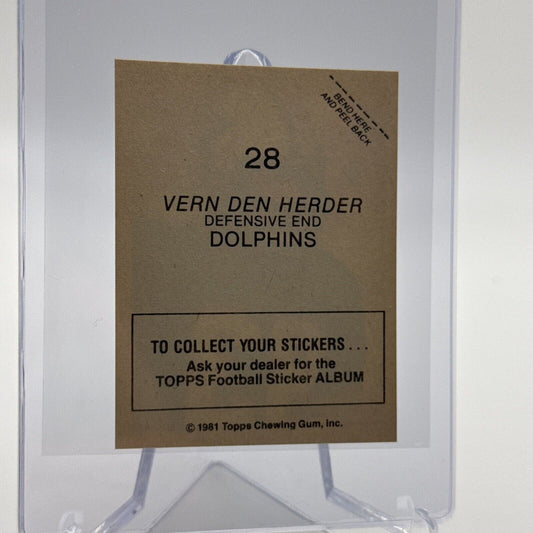 BEND HERE
AND PEEL BACK
28
VERN DEN HERDER
DEFENSIVE END
DOLPHINS
TO COLLECT YOUR STICKERS...
Ask your dealer for the
TOPPS Football Sticker ALBUM
© 1981 Topps Chewing Gum, Inc.